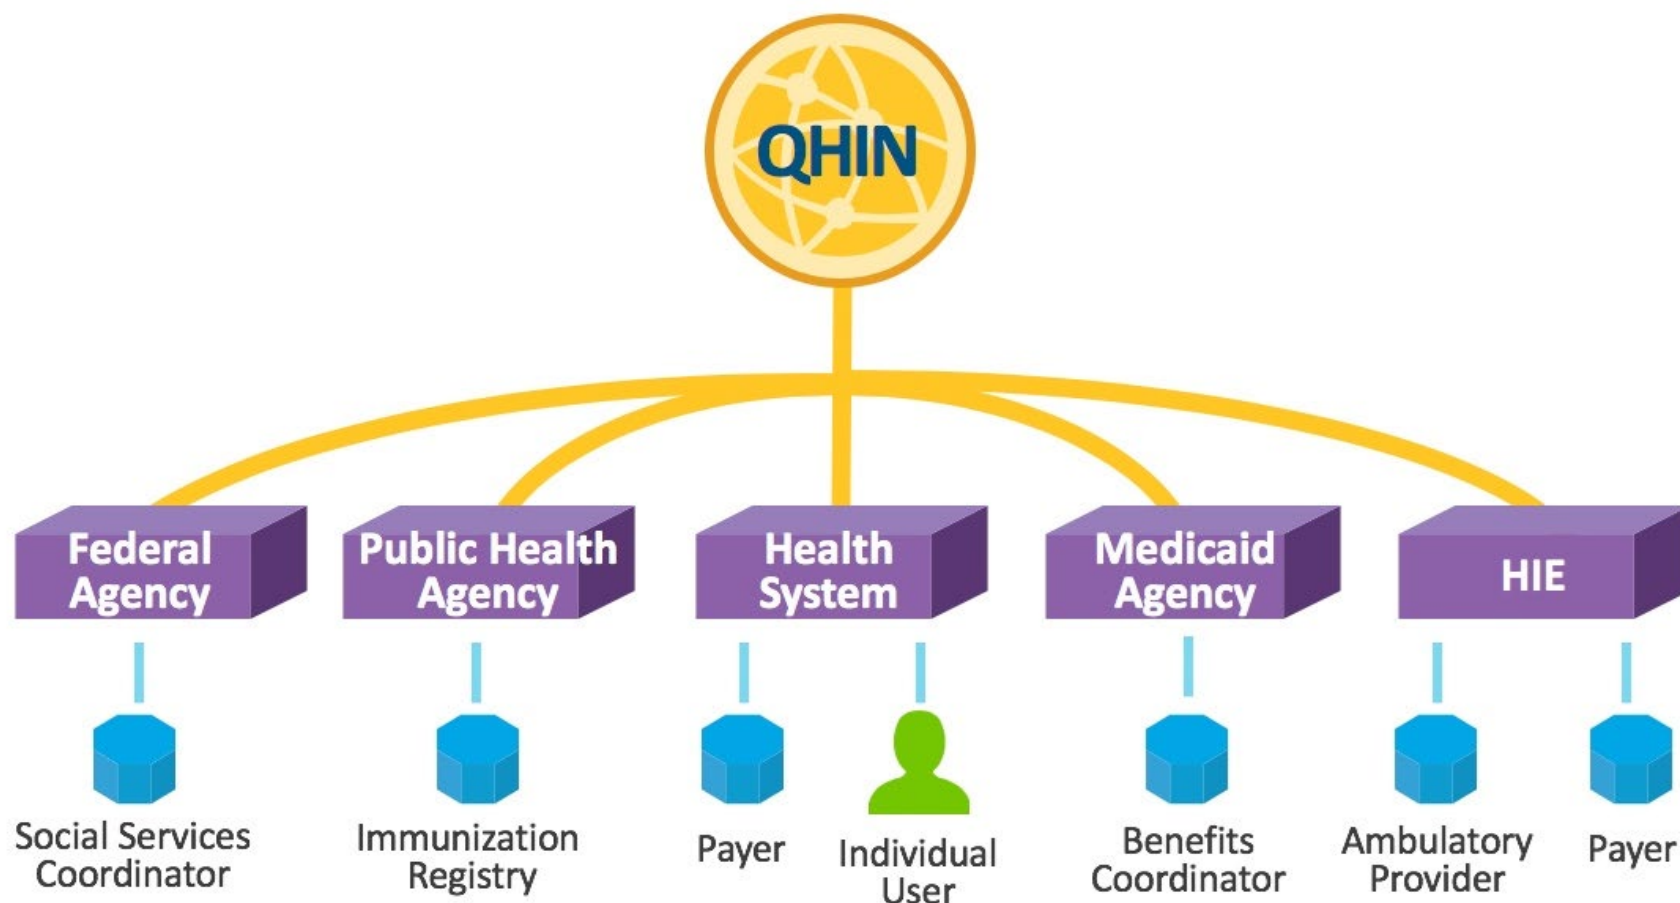 QHIN
Federal
Agency
Public Health
Agency
Health
System
Medicaid
Agency
HIE
Social Services
Coordinator
Immunization
Registry
Payer
Individual
User
Benefits
Coordinator
Ambulatory
Provider
Payer